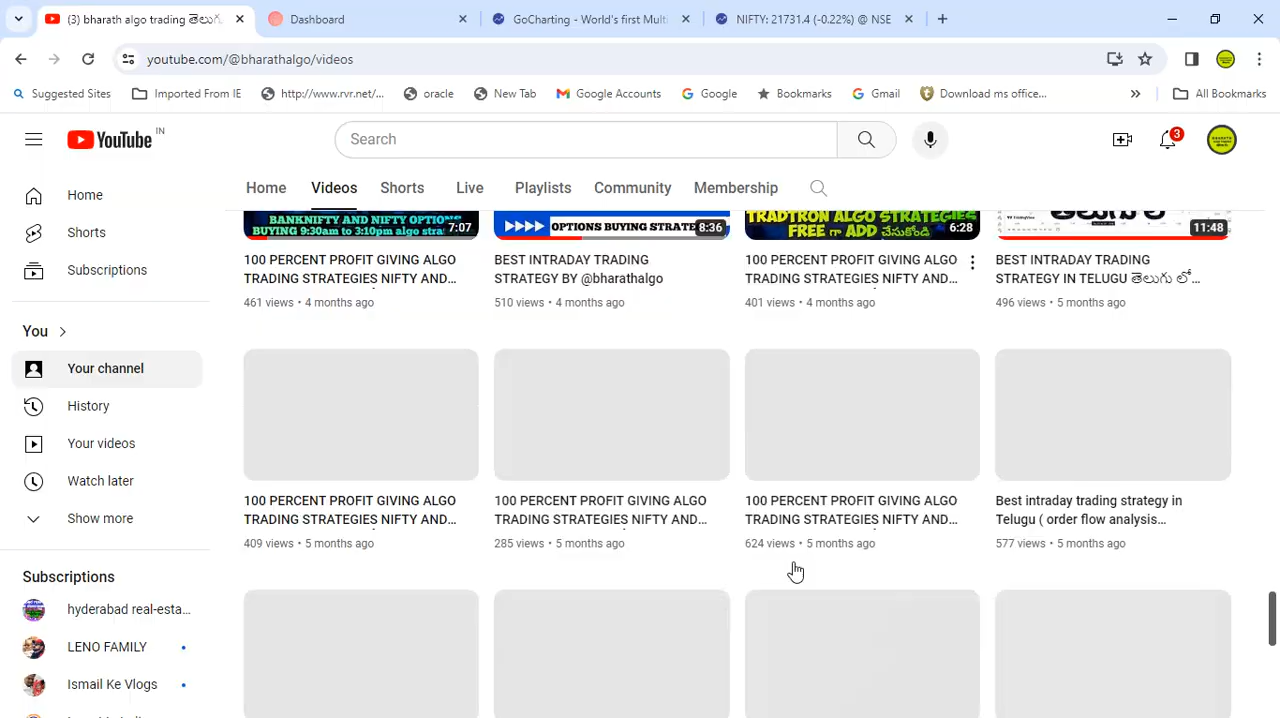 (3) bharath algo trading తెలుగు
Dashboard
GoCharting - World's first Multi
NIFTY: 21731.4 (-0.22%) @ NSE
youtube.com/@bharathalgo/videos
Suggested Sites
Imported From IE
http://www.rvr.net/...
oracle
New Tab
Google Accounts
Google
Bookmarks
Gmail
Download ms office...
All Bookmarks
YouTube IN
Search
3
Home
Videos
Shorts
Live
Playlists
Community
Membership
Home
Shorts
Subscriptions
You
Your channel
History
Your videos
Watch later
Show more
Subscriptions
hyderabad real-esta...
LENO FAMILY
Ismail Ke Vlogs
BANKNIFTY AND NIFTY OPTIONS
BUYING 9:30am to 3:10pm algo stra
7:07
100 PERCENT PROFIT GIVING ALGO
TRADING STRATEGIES NIFTY AND...
461 views • 4 months ago
OPTIONS BUYING STRATE
8:36
BEST INTRADAY TRADING
STRATEGY BY @bharathalgo
510 views • 4 months ago
TRADTRON ALGO STRATEGIES
FREE గా ADD చేసుకోండి
6:28
100 PERCENT PROFIT GIVING ALGO
TRADING STRATEGIES NIFTY AND...
401 views • 4 months ago
11:48
BEST INTRADAY TRADING
STRATEGY IN TELUGU తెలుగు లో...
496 views • 5 months ago
100 PERCENT PROFIT GIVING ALGO
TRADING STRATEGIES NIFTY AND...
409 views • 5 months ago
100 PERCENT PROFIT GIVING ALGO
TRADING STRATEGIES NIFTY AND...
285 views • 5 months ago
100 PERCENT PROFIT GIVING ALGO
TRADING STRATEGIES NIFTY AND...
624 views • 5 months ago
Best intraday trading strategy in
Telugu ( order flow analysis...
577 views • 5 months ago